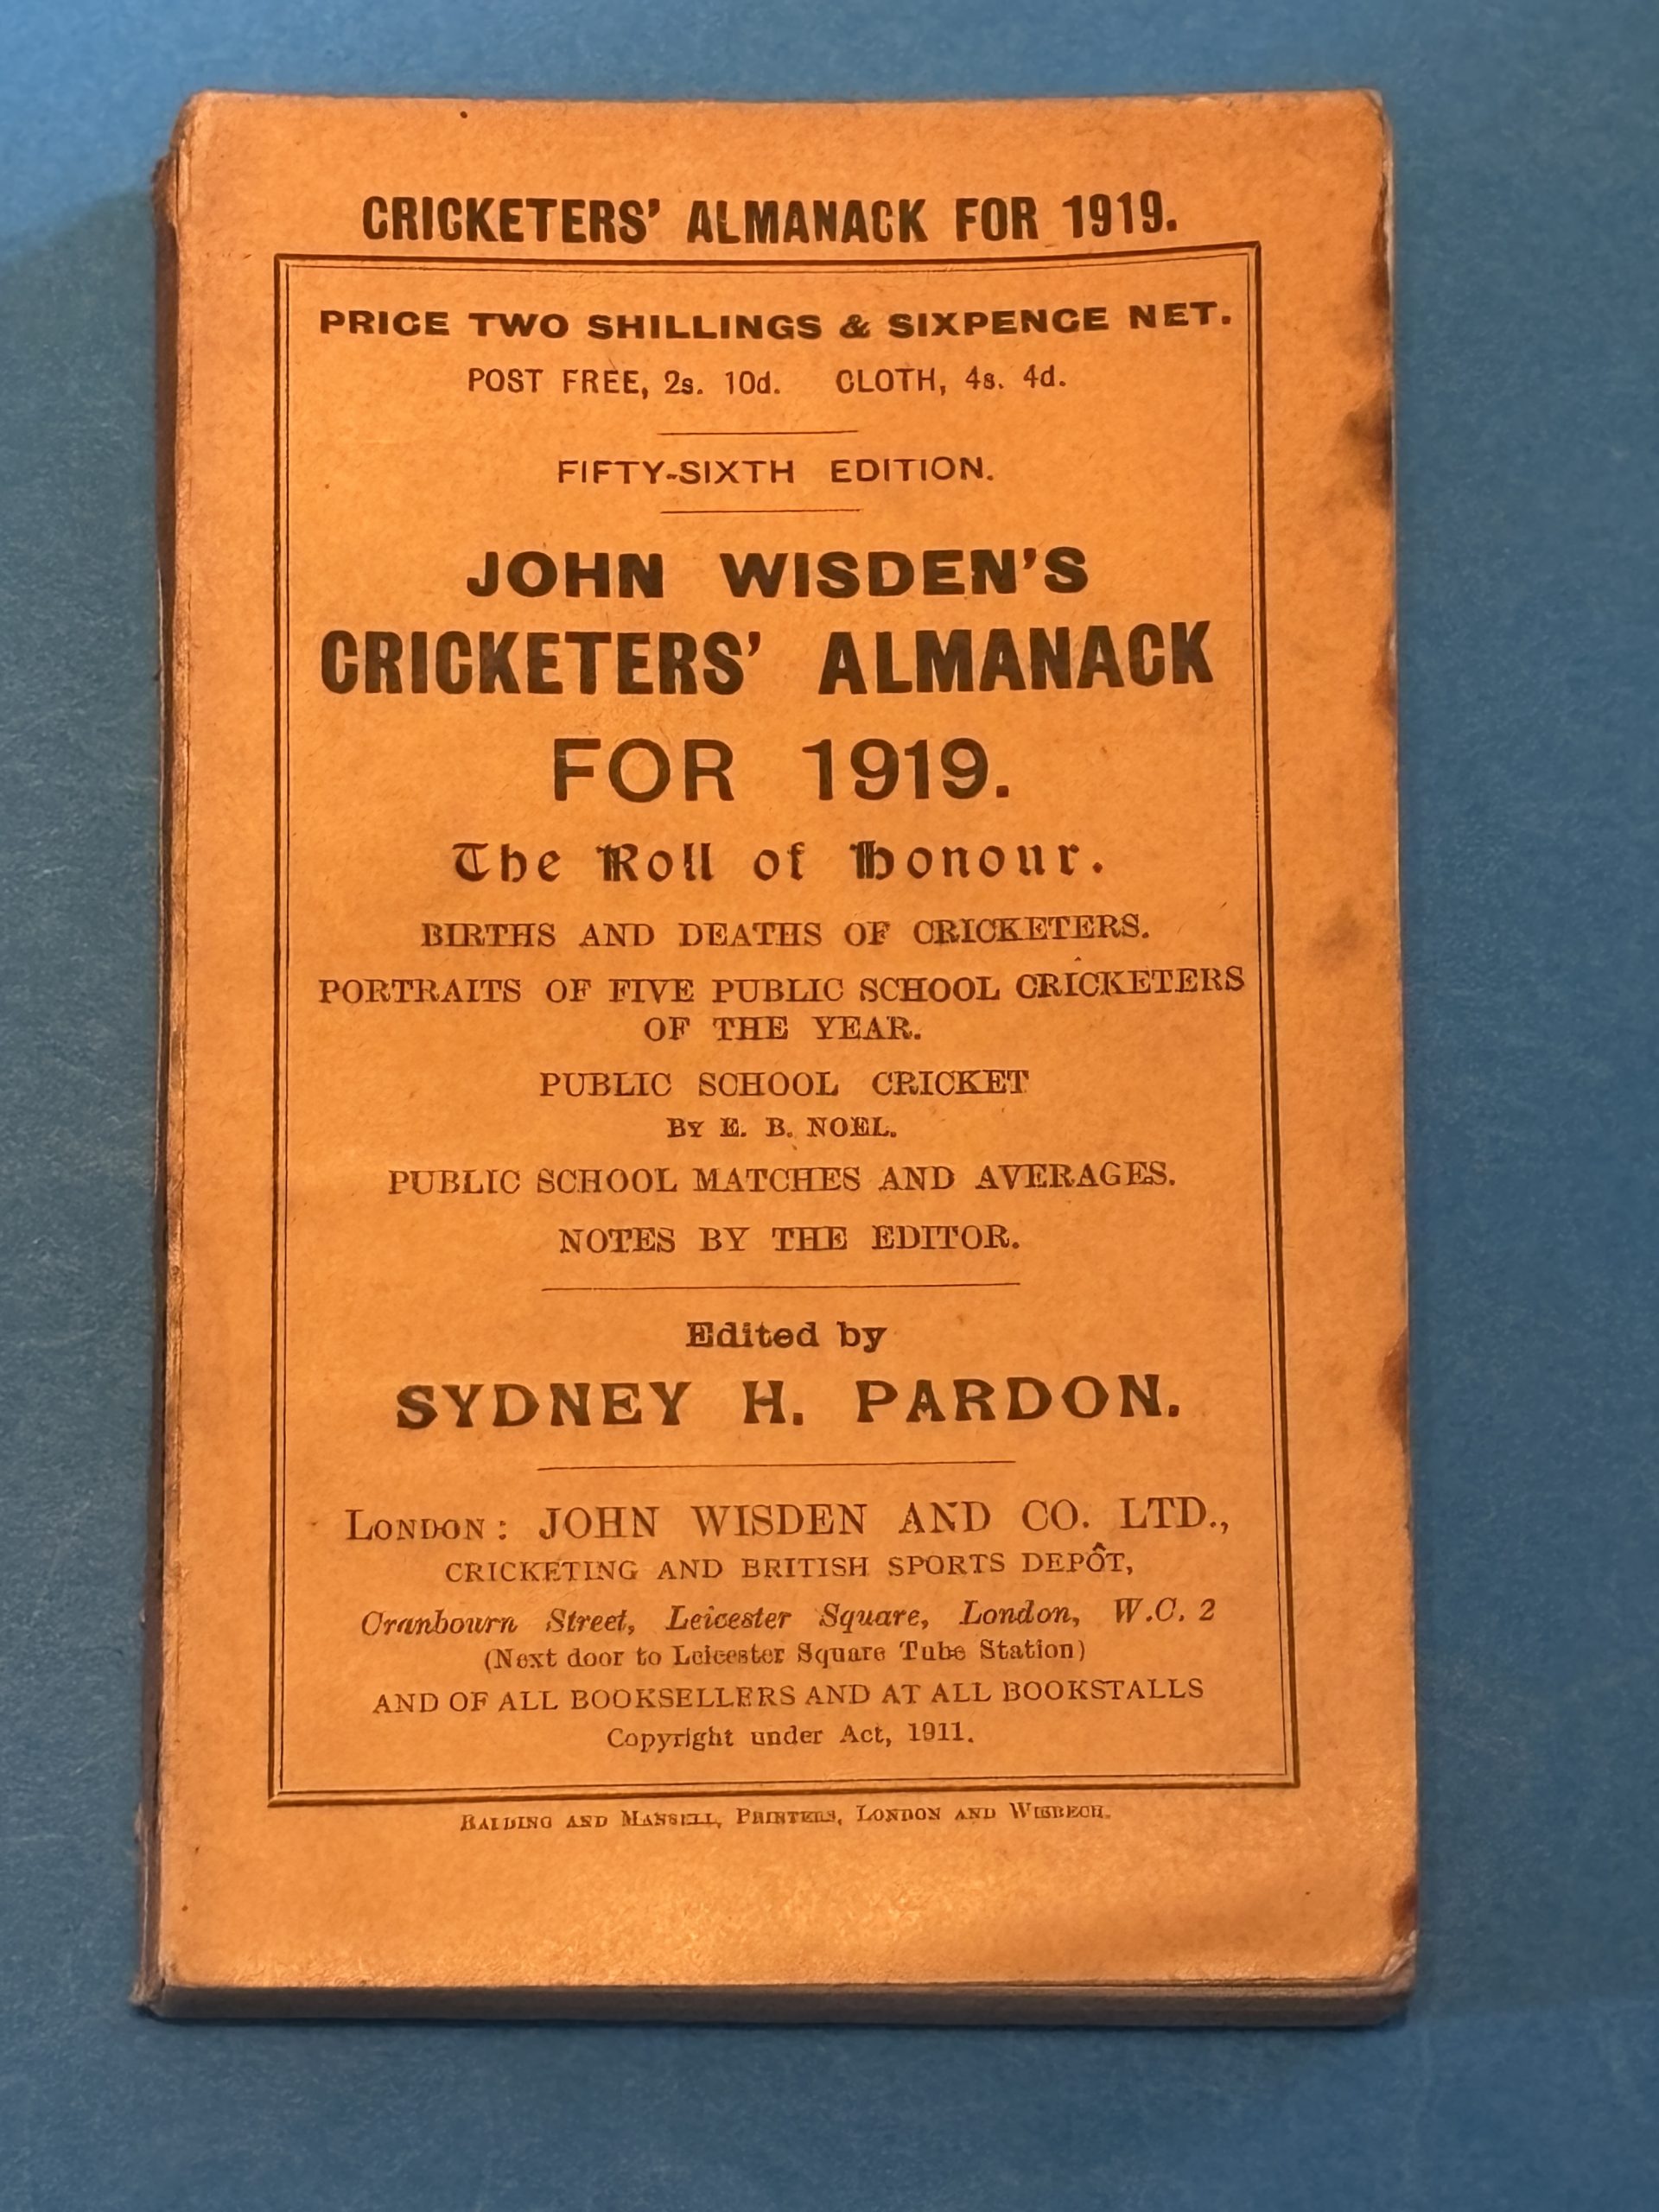 CRICKETERS' ALMANACK FOR 1919.
PRICE TWO SHILLINGS & SIXPENCE NET.
POST FREE, 2s. 10d. CLOTH, 4s. 4d.
FIFTY-SIXTH EDITION.
JOHN WISDEN'S
CRICKETERS' ALMANACK
FOR 1919.
The Roll of Honour.
BIRTHS AND DEATHS OF CRICKETERS.
PORTRAITS OF FIVE PUBLIC SCHOOL CRICKETERS
OF THE YEAR.
PUBLIC SCHOOL CRICKET
BY E. B. NOEL.
PUBLIC SCHOOL MATCHES AND AVERAGES.
NOTES BY THE EDITOR.
Edited by
SYDNEY H. PARDON.
LONDON: JOHN WISDEN AND CO. LTD.,
CRICKETING AND BRITISH SPORTS DEPÔT,
Cranbourn Street, Leicester Square, London, W.C. 2
(Next door to Leicester Square Tube Station)
AND OF ALL BOOKSELLERS AND AT ALL BOOKSTALLS
Copyright under Act, 1911.
BALDING AND MANSELL, PRINTERS, LONDON AND WISBECH.